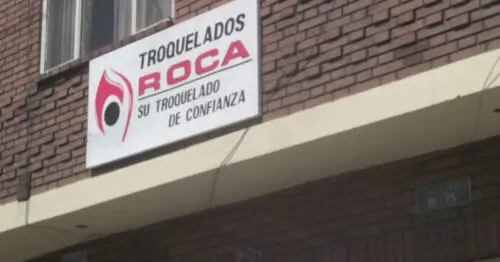 TROQUELADOS
ROCA
SU TROQUELADO
DE CONFIANZA